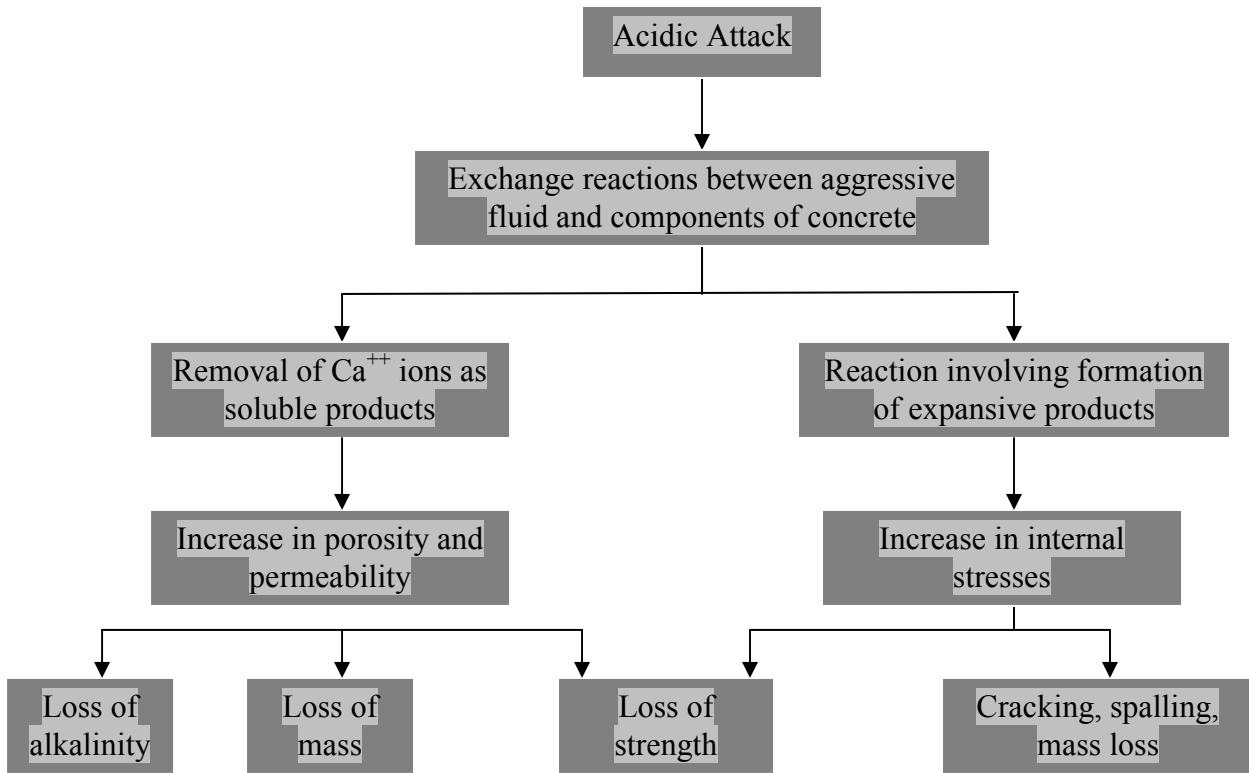 Acidic Attack
Exchange reactions between aggressive
fluid and components of concrete
Removal of Ca⁺⁺ ions as
soluble products
Reaction involving formation
of expansive products
Increase in porosity and
permeability
Increase in internal
stresses
Loss of
alkalinity
Loss of
mass
Loss of
strength
Cracking, spalling,
mass loss